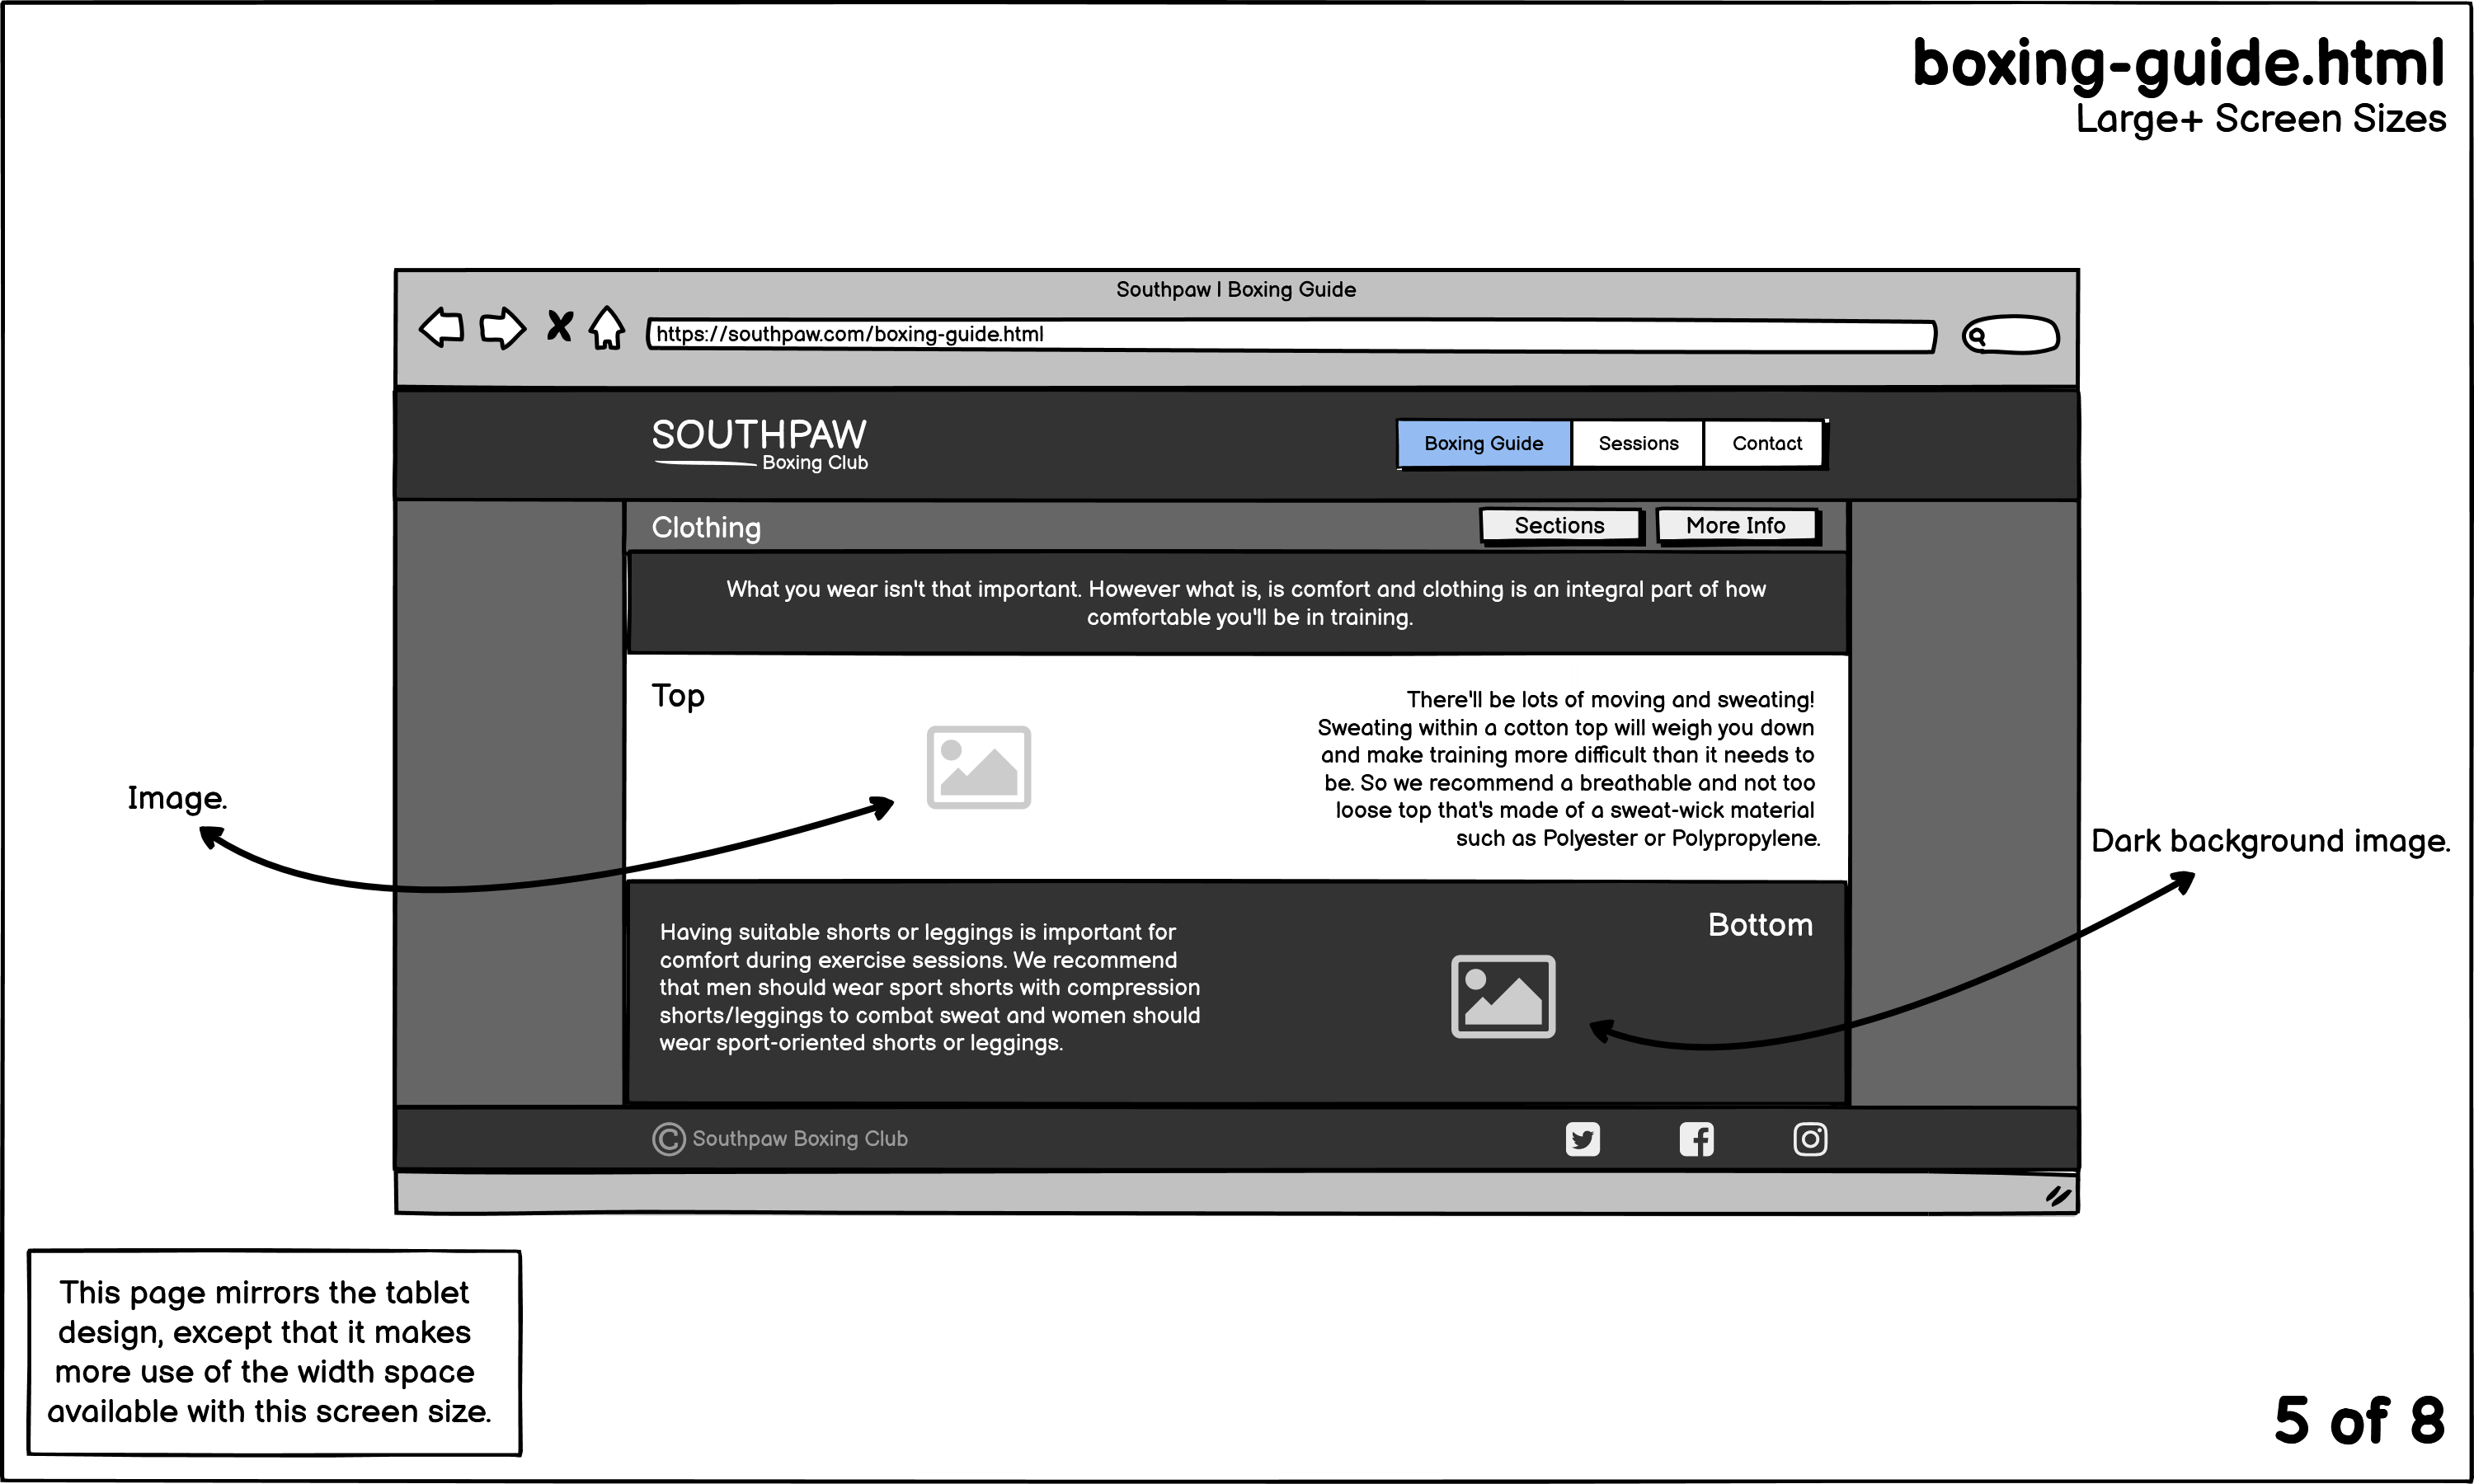 boxing-guide.html
Large+ Screen Sizes
Southpaw | Boxing Guide
https://southpaw.com/boxing-guide.html
SOUTHPAW
Boxing Club
Boxing Guide
Sessions
Contact
Clothing
Sections
More Info
What you wear isn't that important. However what is, is comfort and clothing is an integral part of how
comfortable you'll be in training.
Top
There'll be lots of moving and sweating!
Sweating within a cotton top will weigh you down
and make training more difficult than it needs to
be. So we recommend a breathable and not too
loose top that's made of a sweat-wick material
such as Polyester or Polypropylene.
Image.
Dark background image.
Having suitable shorts or leggings is important for
comfort during exercise sessions. We recommend
that men should wear sport shorts with compression
shorts/leggings to combat sweat and women should
wear sport-oriented shorts or leggings.
Bottom
© Southpaw Boxing Club
This page mirrors the tablet
design, except that it makes
more use of the width space
available with this screen size.
5 of 8